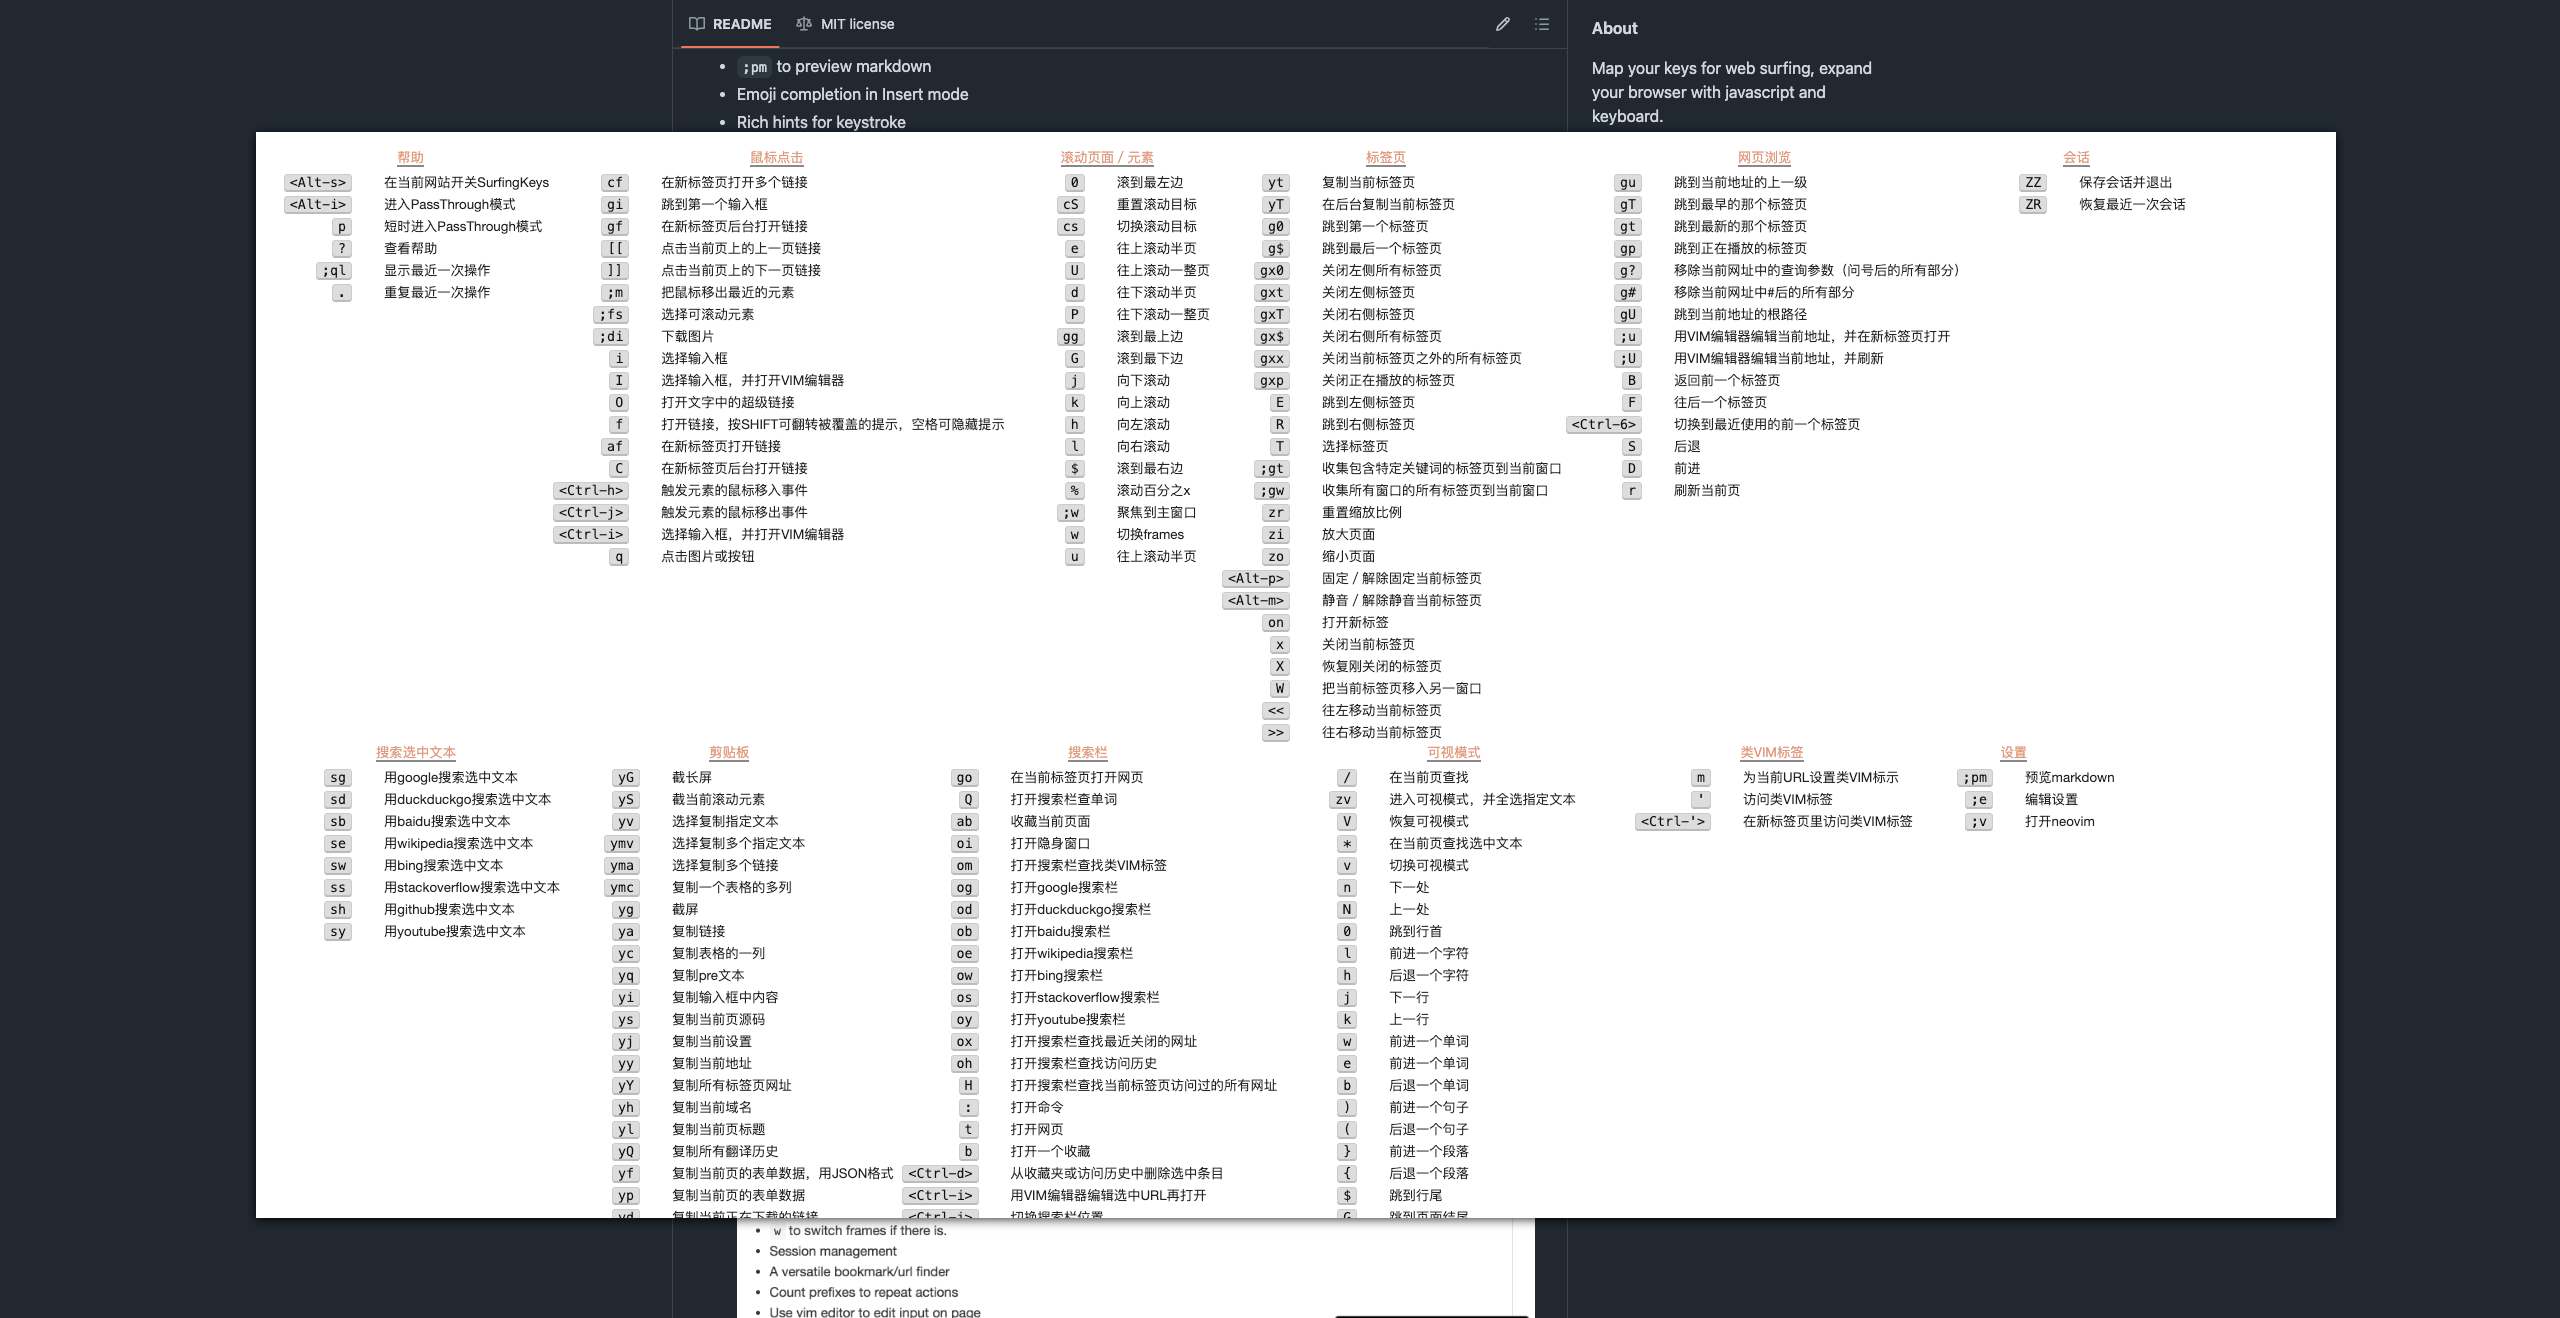 README
MIT license
;pm to preview markdown
Emoji completion in Insert mode
Rich hints for keystroke
About
Map your keys for web surfing, expand
your browser with javascript and
keyboard.
帮助
<Alt-s> 在当前网站开关SurfingKeys
<Alt-i> 进入PassThrough模式
p 短时进入PassThrough模式
? 查看帮助
;ql 显示最近一次操作
. 重复最近一次操作
鼠标点击
cf 在新标签页打开多个链接
gi 跳到第一个输入框
gf 在新标签页后台打开链接
[[ 点击当前页上的上一页链接
]] 点击当前页上的下一页链接
;m 把鼠标移出最近的元素
;fs 选择可滚动元素
;di 下载图片
i 选择输入框
I 选择输入框，并打开VIM编辑器
O 打开文字中的超级链接
f 打开链接，按SHIFT可翻转被覆盖的提示，空格可隐藏提示
af 在新标签页打开链接
C 在新标签页后台打开链接
<Ctrl-h> 触发元素的鼠标移入事件
<Ctrl-j> 触发元素的鼠标移出事件
<Ctrl-i> 选择输入框，并打开VIM编辑器
q 点击图片或按钮
滚动页面 / 元素
0 滚到最左边
cS 重置滚动目标
cs 切换滚动目标
e 往上滚动半页
U 往上滚动一整页
d 往下滚动半页
P 往下滚动一整页
gg 滚到最上边
G 滚到最下边
j 向下滚动
k 向上滚动
h 向左滚动
l 向右滚动
$ 滚到最右边
% 滚动百分之x
;w 聚焦到主窗口
w 切换frames
u 往上滚动半页
标签页
yt 复制当前标签页
yT 在后台复制当前标签页
g0 跳到第一个标签页
g$ 跳到最后一个标签页
gx0 关闭左侧所有标签页
gxt 关闭左侧标签页
gxT 关闭右侧标签页
gx$ 关闭右侧所有标签页
gxx 关闭当前标签页之外的所有标签页
gxp 关闭正在播放的标签页
E 跳到左侧标签页
R 跳到右侧标签页
T 选择标签页
;gt 收集包含特定关键词的标签页到当前窗口
;gw 收集所有窗口的所有标签页到当前窗口
zr 重置缩放比例
zi 放大页面
zo 缩小页面
<Alt-p> 固定 / 解除固定当前标签页
<Alt-m> 静音 / 解除静音当前标签页
on 打开新标签
x 关闭当前标签页
X 恢复刚关闭的标签页
W 把当前标签页移入另一窗口
<< 往左移动当前标签页
>> 往右移动当前标签页
网页浏览
gu 跳到当前地址的上一级
gT 跳到最早的那个标签页
gt 跳到最新的那个标签页
gp 跳到正在播放的标签页
g? 移除当前网址中的查询参数（问号后的所有部分）
g# 移除当前网址中#后的所有部分
gU 跳到当前地址的根路径
;u 用VIM编辑器编辑当前地址，并在新标签页打开
;U 用VIM编辑器编辑当前地址，并刷新
B 返回前一个标签页
F 往后一个标签页
<Ctrl-6> 切换到最近使用的前一个标签页
S 后退
D 前进
r 刷新当前页
会话
ZZ 保存会话并退出
ZR 恢复最近一次会话
搜索选中文本
sg 用google搜索选中文本
sd 用duckduckgo搜索选中文本
sb 用baidu搜索选中文本
se 用wikipedia搜索选中文本
sw 用bing搜索选中文本
ss 用stackoverflow搜索选中文本
sh 用github搜索选中文本
sy 用youtube搜索选中文本
剪贴板
yG 截长屏
yS 截当前滚动元素
yv 选择复制指定文本
ymv 选择复制多个指定文本
yma 选择复制多个链接
ymc 复制一个表格的多列
yg 截屏
ya 复制链接
yc 复制表格的一列
yq 复制pre文本
yi 复制输入框中内容
ys 复制当前页源码
yj 复制当前设置
yy 复制当前地址
yY 复制所有标签页网址
yh 复制当前域名
yl 复制当前页标题
yQ 复制所有翻译历史
yf 复制当前页的表单数据，用JSON格式
yp 复制当前页的表单数据
yd 复制当前正在下载的链接
搜索栏
go 在当前标签页打开网页
Q 打开搜索栏查单词
ab 收藏当前页面
oi 打开隐身窗口
om 打开搜索栏查找类VIM标签
og 打开google搜索栏
od 打开duckduckgo搜索栏
ob 打开baidu搜索栏
oe 打开wikipedia搜索栏
ow 打开bing搜索栏
os 打开stackoverflow搜索栏
oy 打开youtube搜索栏
ox 打开搜索栏查找最近关闭的网址
oh 打开搜索栏查找访问历史
H 打开搜索栏查找当前标签页访问过的所有网址
: 打开命令
t 打开网页
b 打开一个收藏
<Ctrl-d> 从收藏夹或访问历史中删除选中条目
<Ctrl-i> 用VIM编辑器编辑选中URL再打开
<Ctrl-j> 切换搜索栏位置
可视模式
/ 在当前页查找
zv 进入可视模式，并全选指定文本
V 恢复可视模式
* 在当前页查找选中文本
v 切换可视模式
n 下一处
N 上一处
0 跳到行首
l 前进一个字符
h 后退一个字符
j 下一行
k 上一行
w 前进一个单词
e 前进一个单词
b 后退一个单词
) 前进一个句子
( 后退一个句子
} 前进一个段落
{ 后退一个段落
$ 跳到行尾
G 跳到页面结尾
类VIM标签
m 为当前URL设置类VIM标示
' 访问类VIM标签
<Ctrl-'> 在新标签页里访问类VIM标签
设置
;pm 预览markdown
;e 编辑设置
;v 打开neovim
w to switch frames if there is.
Session management
A versatile bookmark/url finder
Count prefixes to repeat actions
Use vim editor to edit input on page